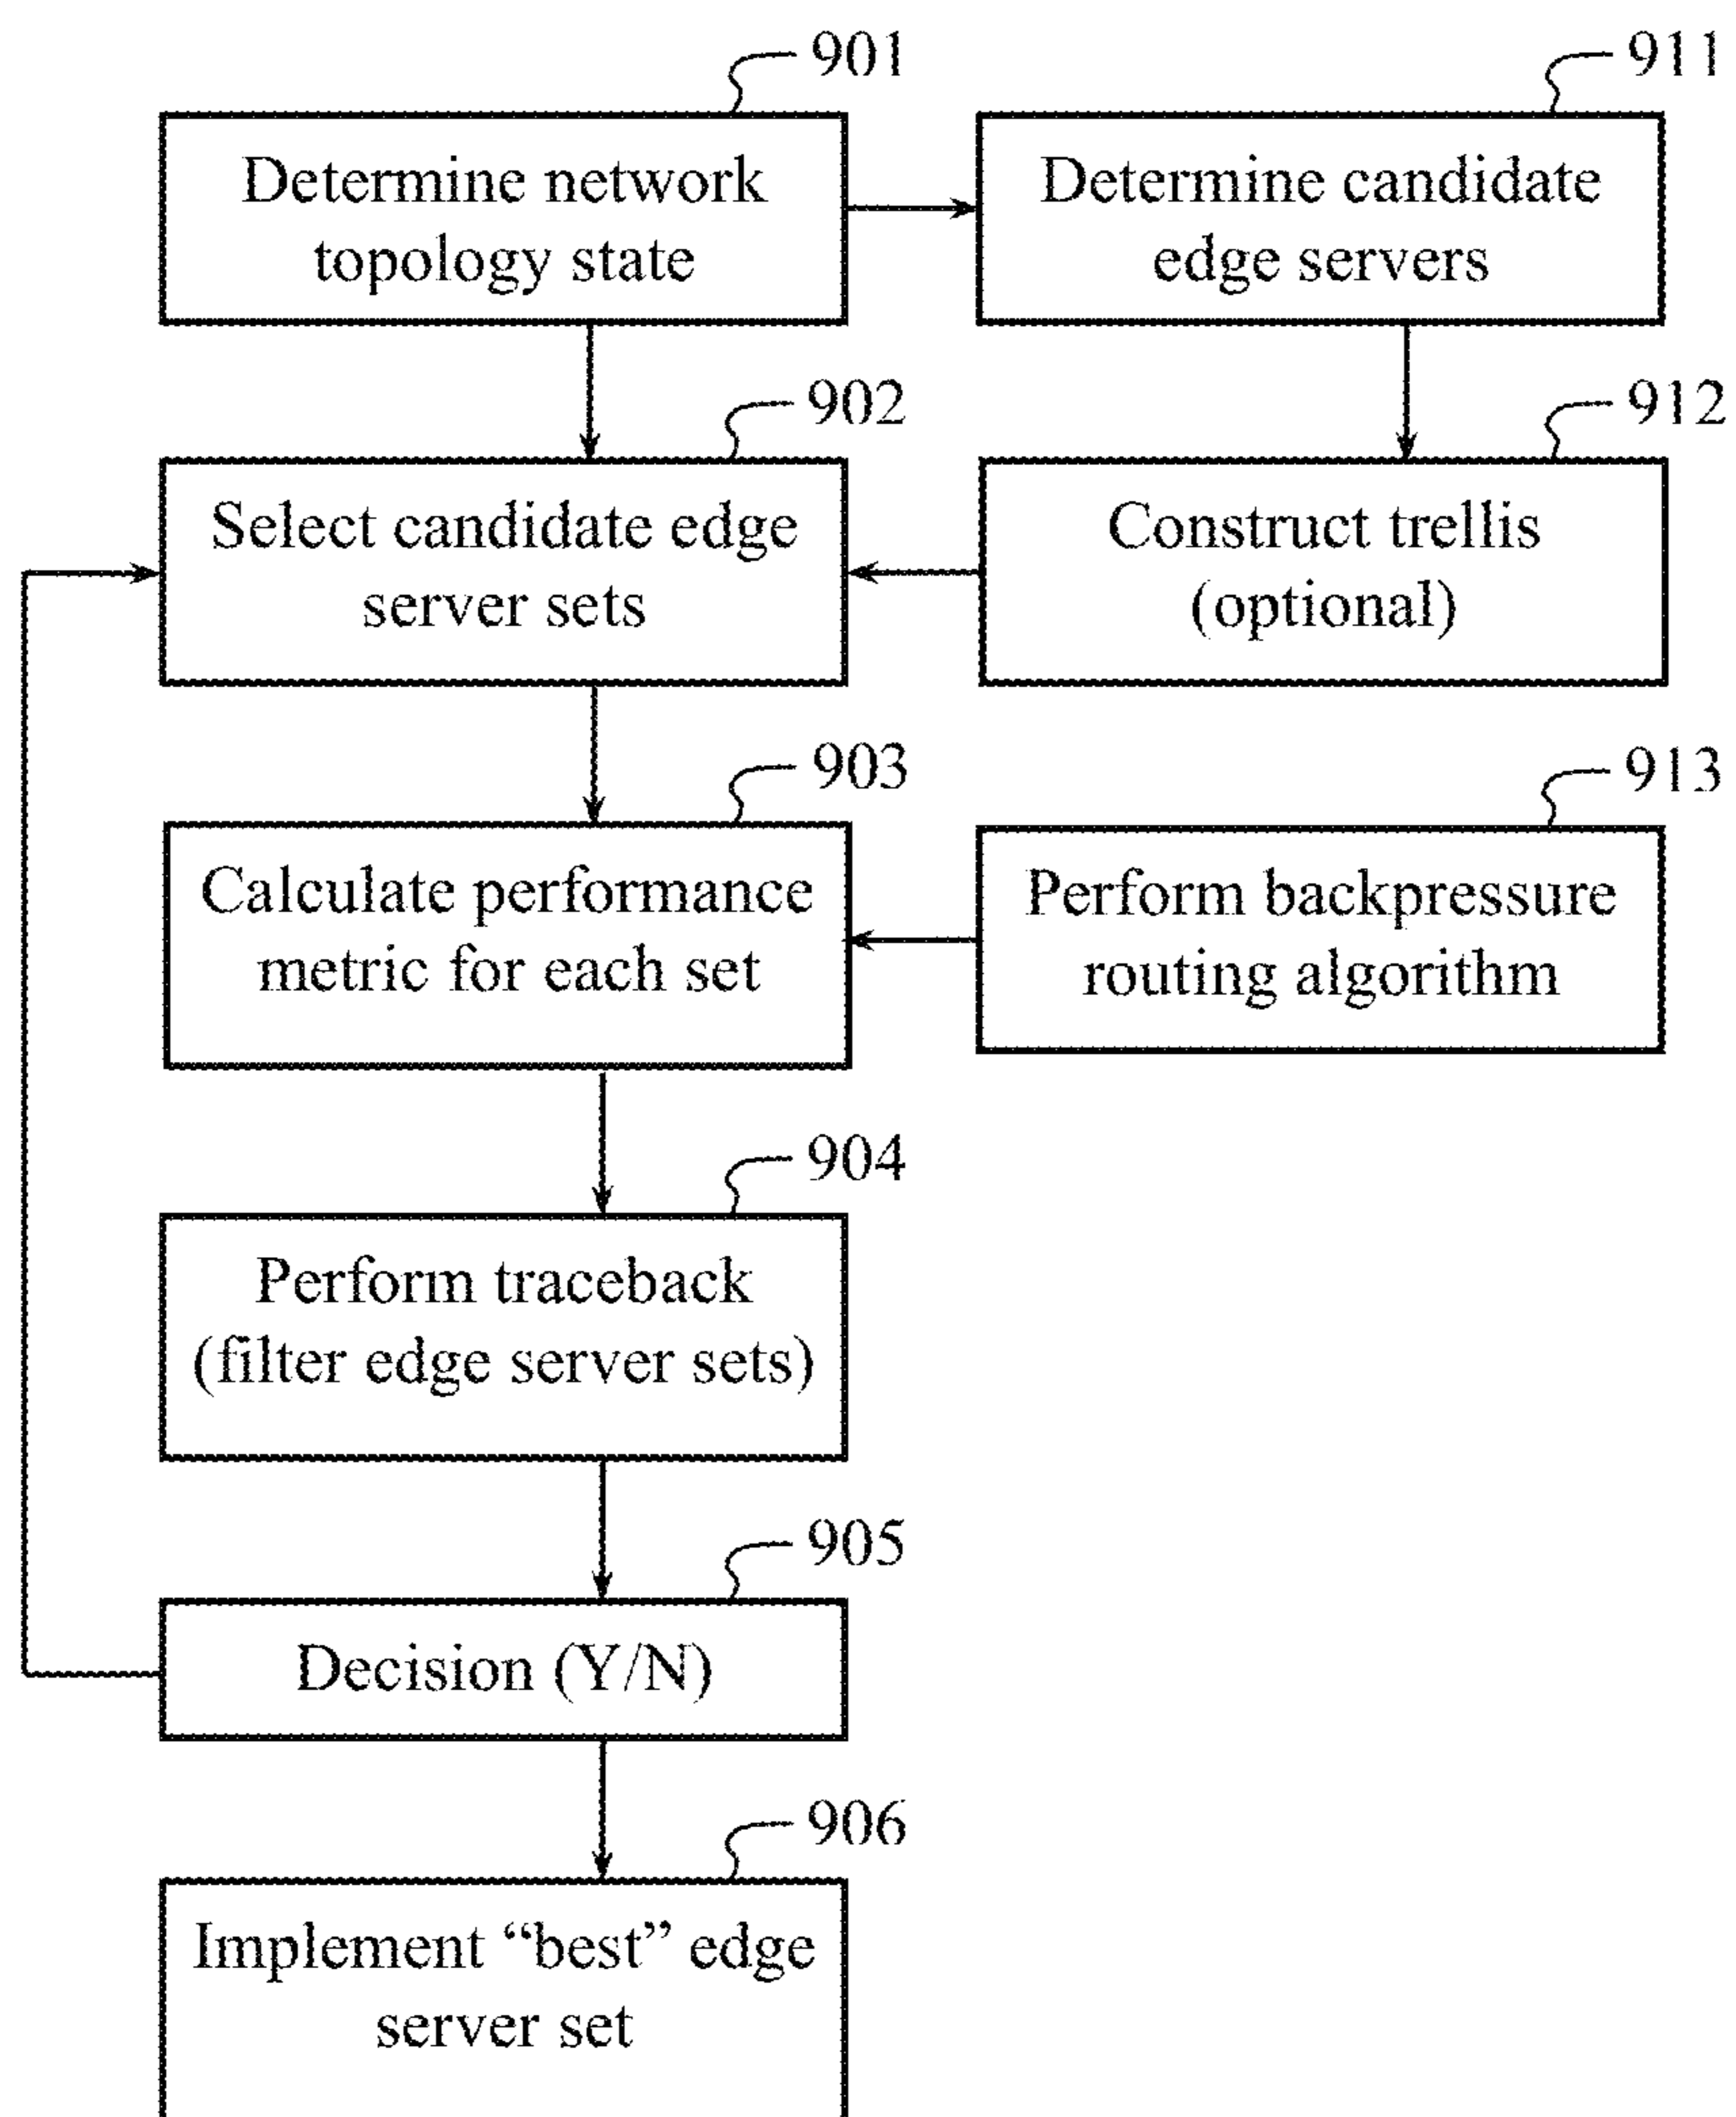 901
911
Determine network
topology state
Determine candidate
edge servers
902
912
Select candidate edge
server sets
Construct trellis
(optional)
903
913
Calculate performance
metric for each set
Perform backpressure
routing algorithm
904
Perform traceback
(filter edge server sets)
905
Decision (Y/N)
906
Implement “best” edge
server set